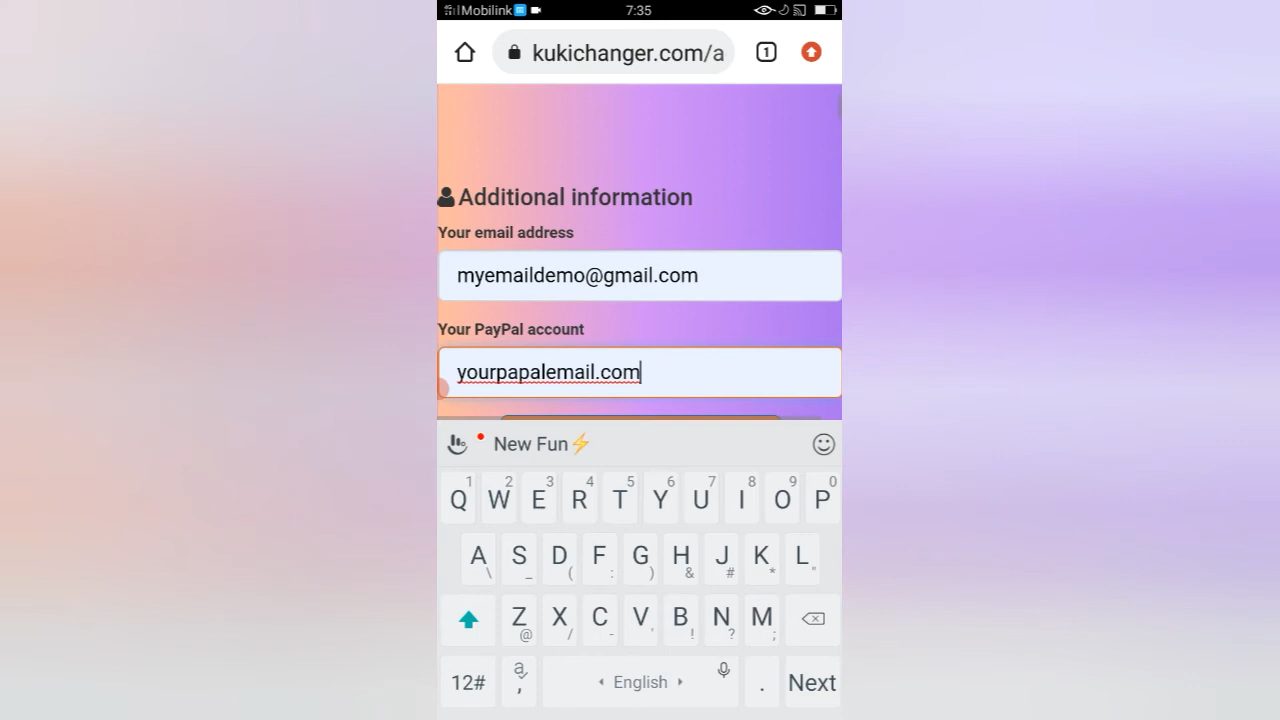 Mobilink 7:35
kukichanger.com/a 1
Additional information
Your email address
myemaildemo@gmail.com
Your PayPal account
yourpapalemail.com
New Fun⚡
1 2 3 4 5 6 7 8 9 0
Q W E R T Y U I O P
A S D F G H J K L
\ _ ( : ) & # * "
Z X C V B N M
@ / - ' ! ? ;
12# , English . Next